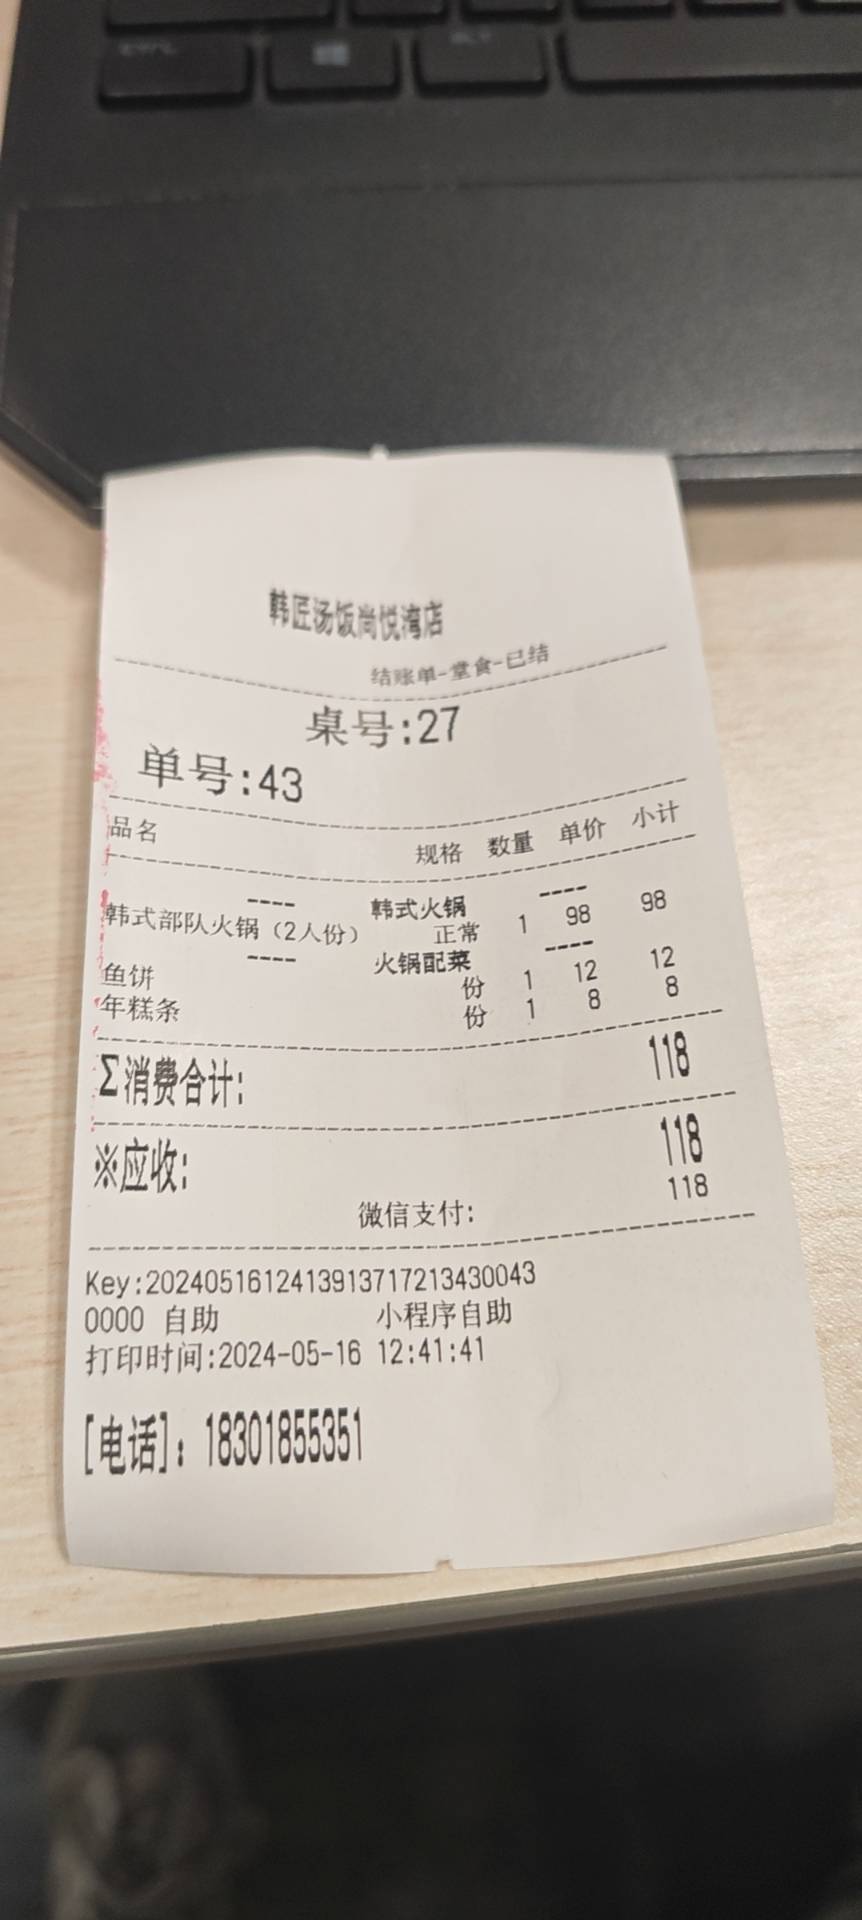 韩匠汤饭尚悦湾店
结账单-堂食-已结
桌号:27
单号:43
品名 规格 数量 单价 小计
---- 韩式火锅 ----
韩式部队火锅（2人份） 正常 1 98 98
---- 火锅配菜 ----
鱼饼 份 1 12 12
年糕条 份 1 8 8
Σ消费合计: 118
※应收: 118
微信支付: 118
Key:20240516124139137172134300​43
0000 自助 小程序自助
打印时间:2024-05-16 12:41:41
[电话]：18301855351